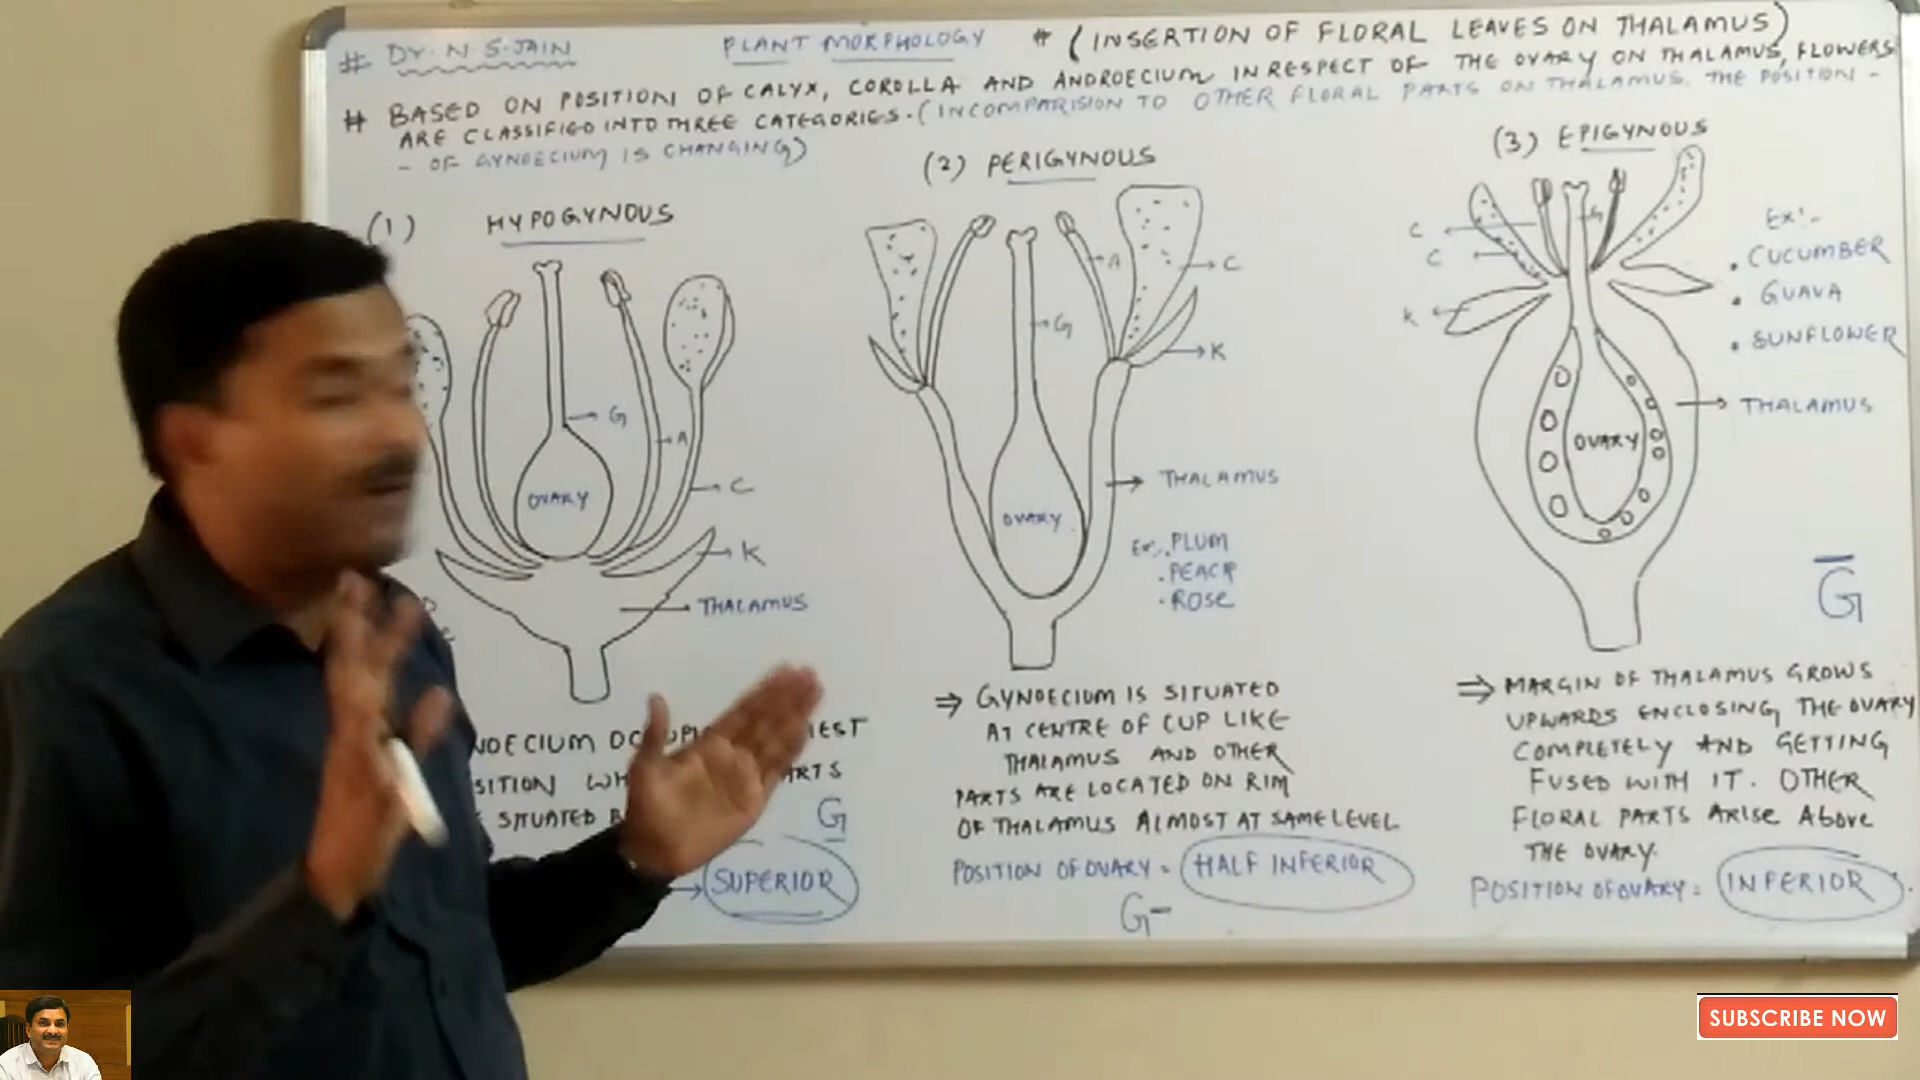 # DR. N. S. JAIN PLANT MORPHOLOGY # (INSERTION OF FLORAL LEAVES ON THALAMUS)
# BASED ON POSITION OF CALYX, COROLLA AND ANDROECIUM IN RESPECT OF THE OVARY ON THALAMUS, FLOWERS
ARE CLASSIFIED INTO THREE CATEGORIES. (INCOMPARISION TO OTHER FLORAL PARTS ON THALAMUS. THE POSITION -
- OF GYNOECIUM IS CHANGING)
(1) HYPOGYNOUS
G
A
C
K
OVARY
THALAMUS
SITUATED
G
SUPERIOR
(2) PERIGYNOUS
A
C
G
K
THALAMUS
OVARY
Ex:. PLUM
. PEACH
. ROSE
⇒ GYNOECIUM IS SITUATED
AT CENTRE OF CUP LIKE
THALAMUS AND OTHER
PARTS ARE LOCATED ON RIM
OF THALAMUS ALMOST AT SAME LEVEL
POSITION OF OVARY = HALF INFERIOR
G-
(3) EPIGYNOUS
G
C
C
K
Ex:-
. CUCUMBER
. GUAVA
. SUNFLOWER
THALAMUS
OVARY
G
⇒ MARGIN OF THALAMUS GROWS
UPWARDS ENCLOSING THE OVARY
COMPLETELY AND GETTING
FUSED WITH IT. OTHER
FLORAL PARTS ARISE ABOVE
THE OVARY.
POSITION OF OVARY = INFERIOR
SUBSCRIBE NOW